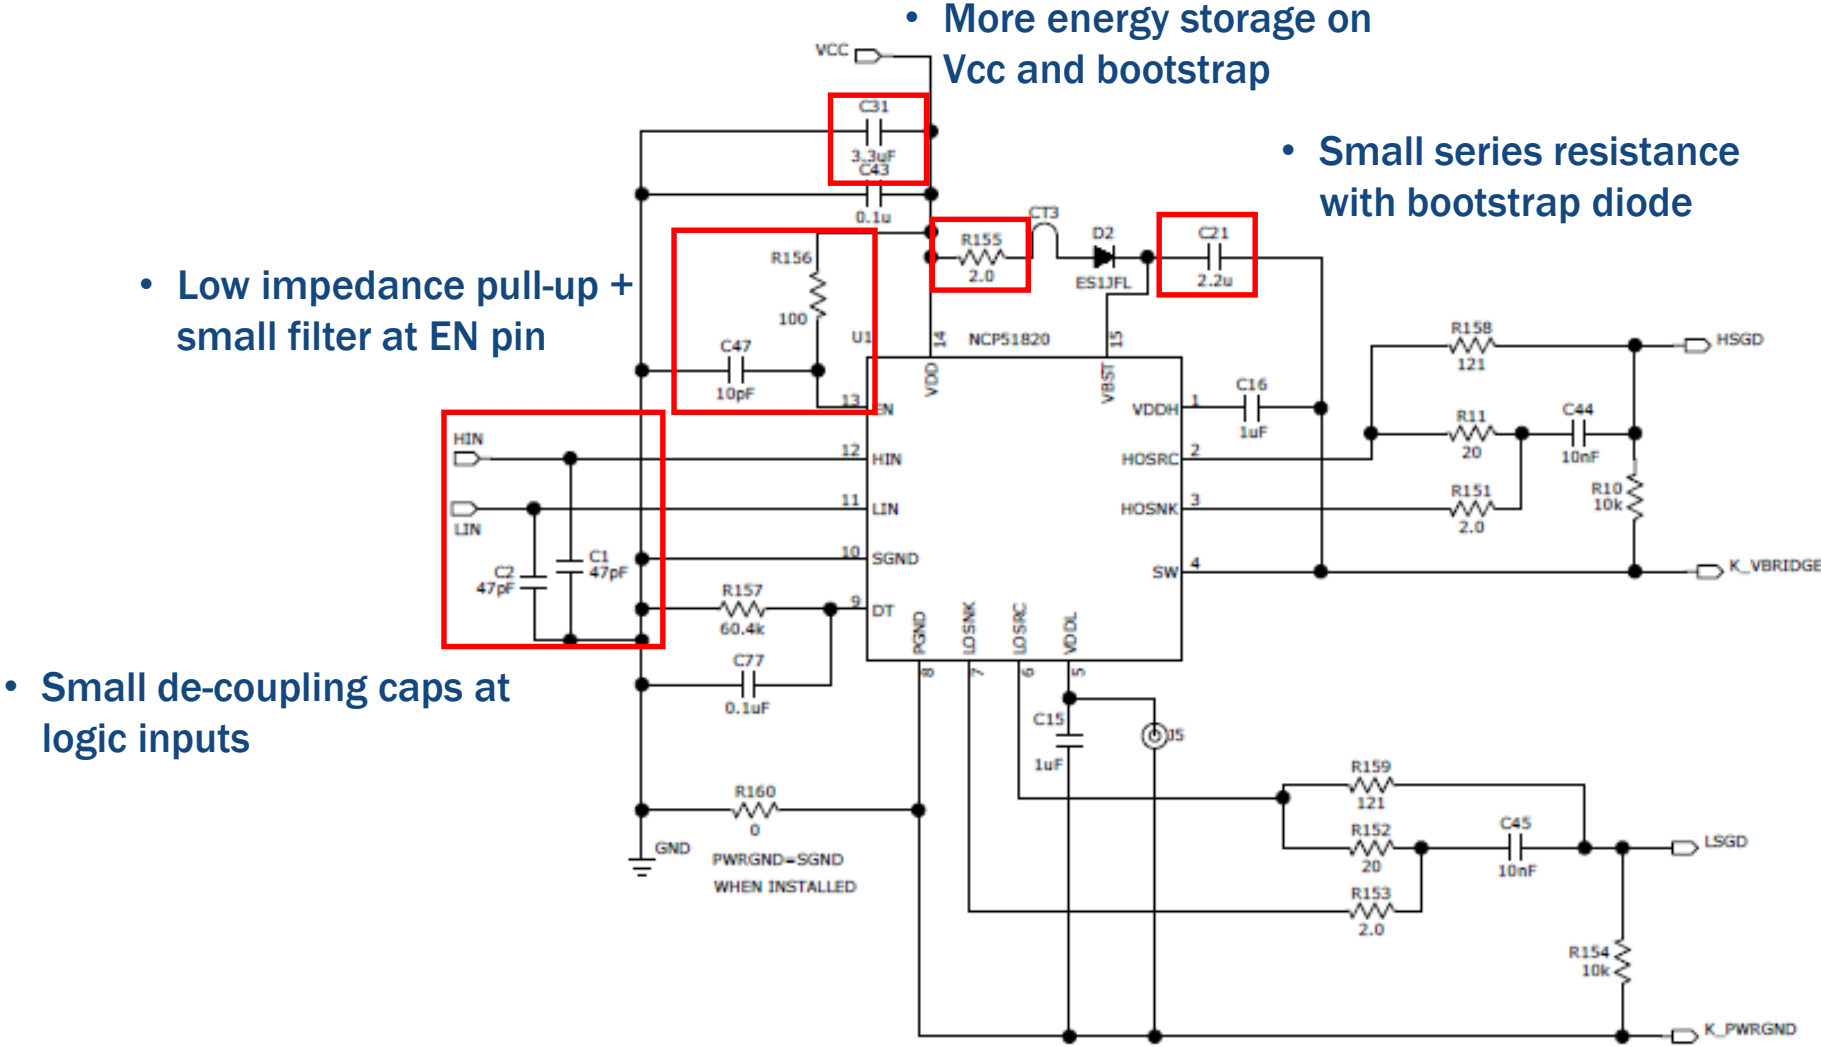 • More energy storage on
Vcc and bootstrap
VCC
C31
3.3uF
C43
0.1u
• Small series resistance
with bootstrap diode
CT3
R155
2.0
D2
ES1JFL
C21
2.2u
• Low impedance pull-up +
small filter at EN pin
R156
100
C47
10pF
U1
NCP51820
14
VDD
15
VBST
13
EN
HIN
12
HIN
LIN
11
LIN
10
SGND
C1
47pF
C2
47pF
R157
60.4k
9
DT
C77
0.1uF
• Small de-coupling caps at
logic inputs
VDDH
1
C16
1uF
HOSRC
2
HOSNK
3
SW
4
R158
121
HSGD
R11
20
C44
10nF
R151
2.0
R10
10k
K_VBRIDGE
PGND
8
LOSNK
7
LOSRC
6
VDDL
5
C15
1uF
J5
R160
0
GND
PWRGND=SGND
WHEN INSTALLED
R159
121
R152
20
C45
10nF
LSGD
R153
2.0
R154
10k
K_PWRGND